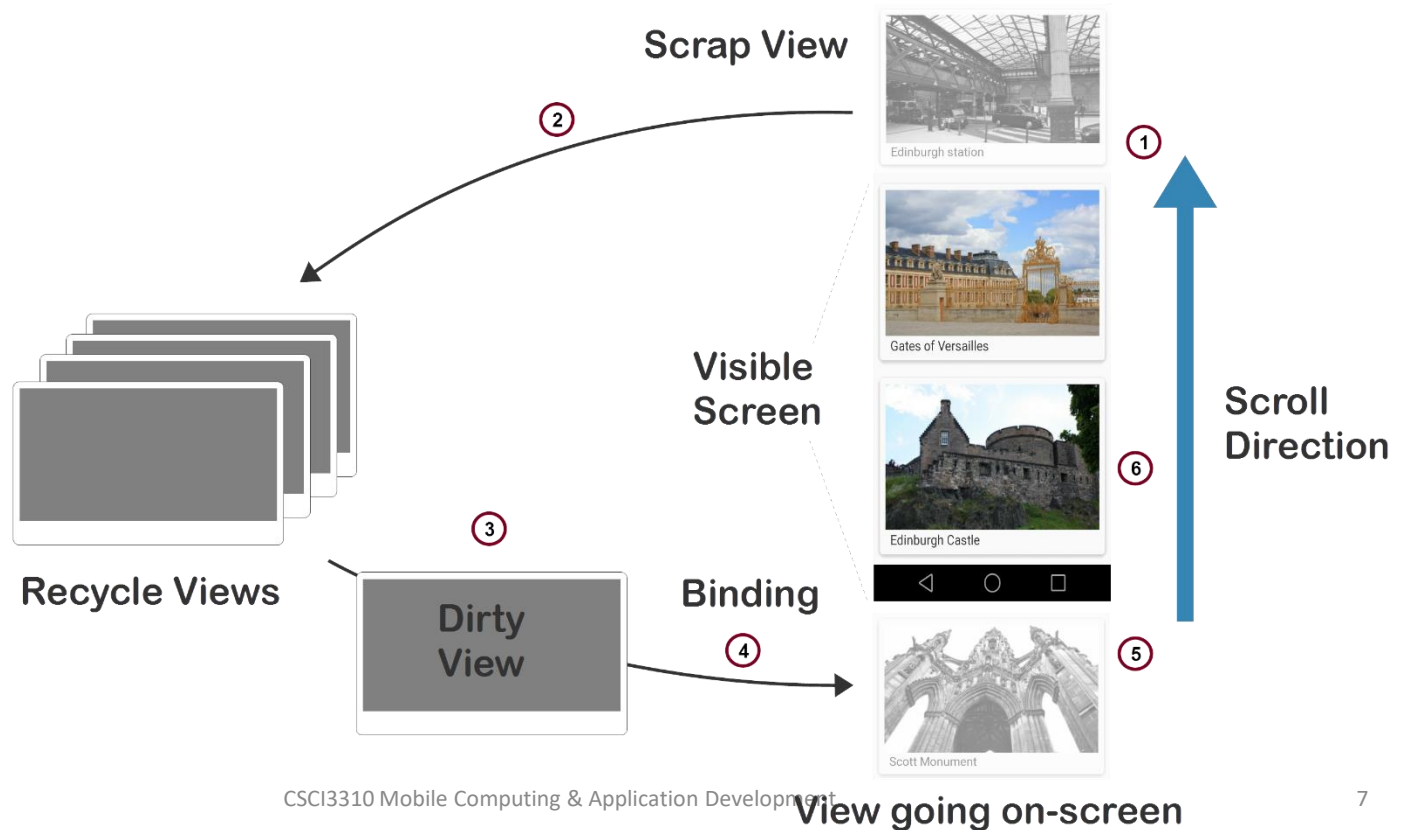 Scrap View
2
1
Edinburgh station
Gates of Versailles
Visible
Screen
Scroll
Direction
6
Edinburgh Castle
3
Recycle Views
Dirty
View
Binding
4
5
Scott Monument
CSCI3310 Mobile Computing & Application Development
View going on-screen
7